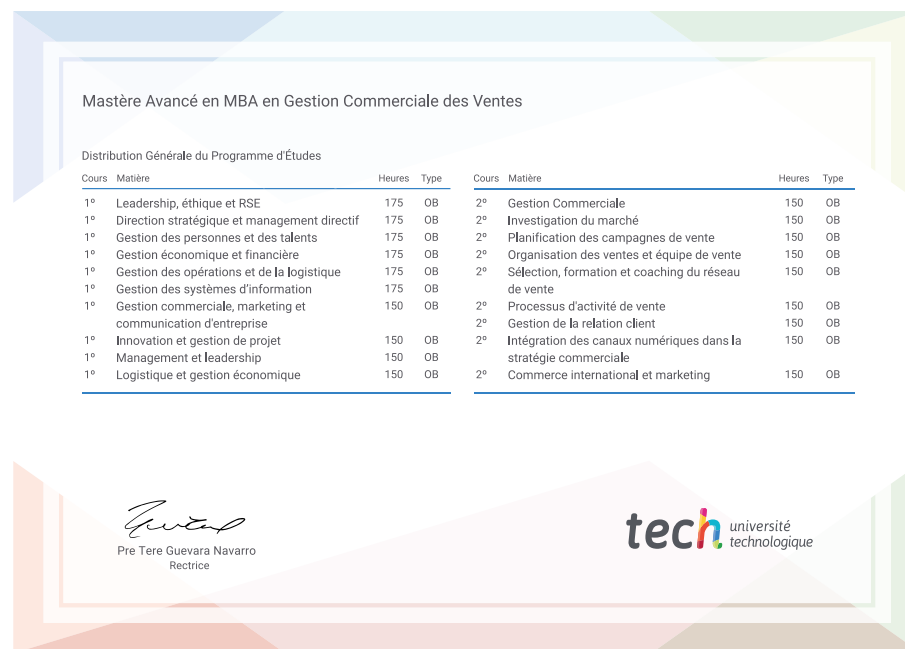 Mastère Avancé en MBA en Gestion Commerciale des Ventes
Distribution Générale du Programme d'Études
Cours Matière Heures Type
1º Leadership, éthique et RSE 175 OB
1º Direction stratégique et management directif 175 OB
1º Gestion des personnes et des talents 175 OB
1º Gestion économique et financière 175 OB
1º Gestion des opérations et de la logistique 175 OB
1º Gestion des systèmes d’information 175 OB
1º Gestion commerciale, marketing et 150 OB
communication d'entreprise
1º Innovation et gestion de projet 150 OB
1º Management et leadership 150 OB
1º Logistique et gestion économique 150 OB
Cours Matière Heures Type
2º Gestion Commerciale 150 OB
2º Investigation du marché 150 OB
2º Planification des campagnes de vente 150 OB
2º Organisation des ventes et équipe de vente 150 OB
2º Sélection, formation et coaching du réseau 150 OB
de vente
2º Processus d'activité de vente 150 OB
2º Gestion de la relation client 150 OB
2º Intégration des canaux numériques dans la 150 OB
stratégie commerciale
2º Commerce international et marketing 150 OB
Pre Tere Guevara Navarro
Rectrice
tech université
technologique